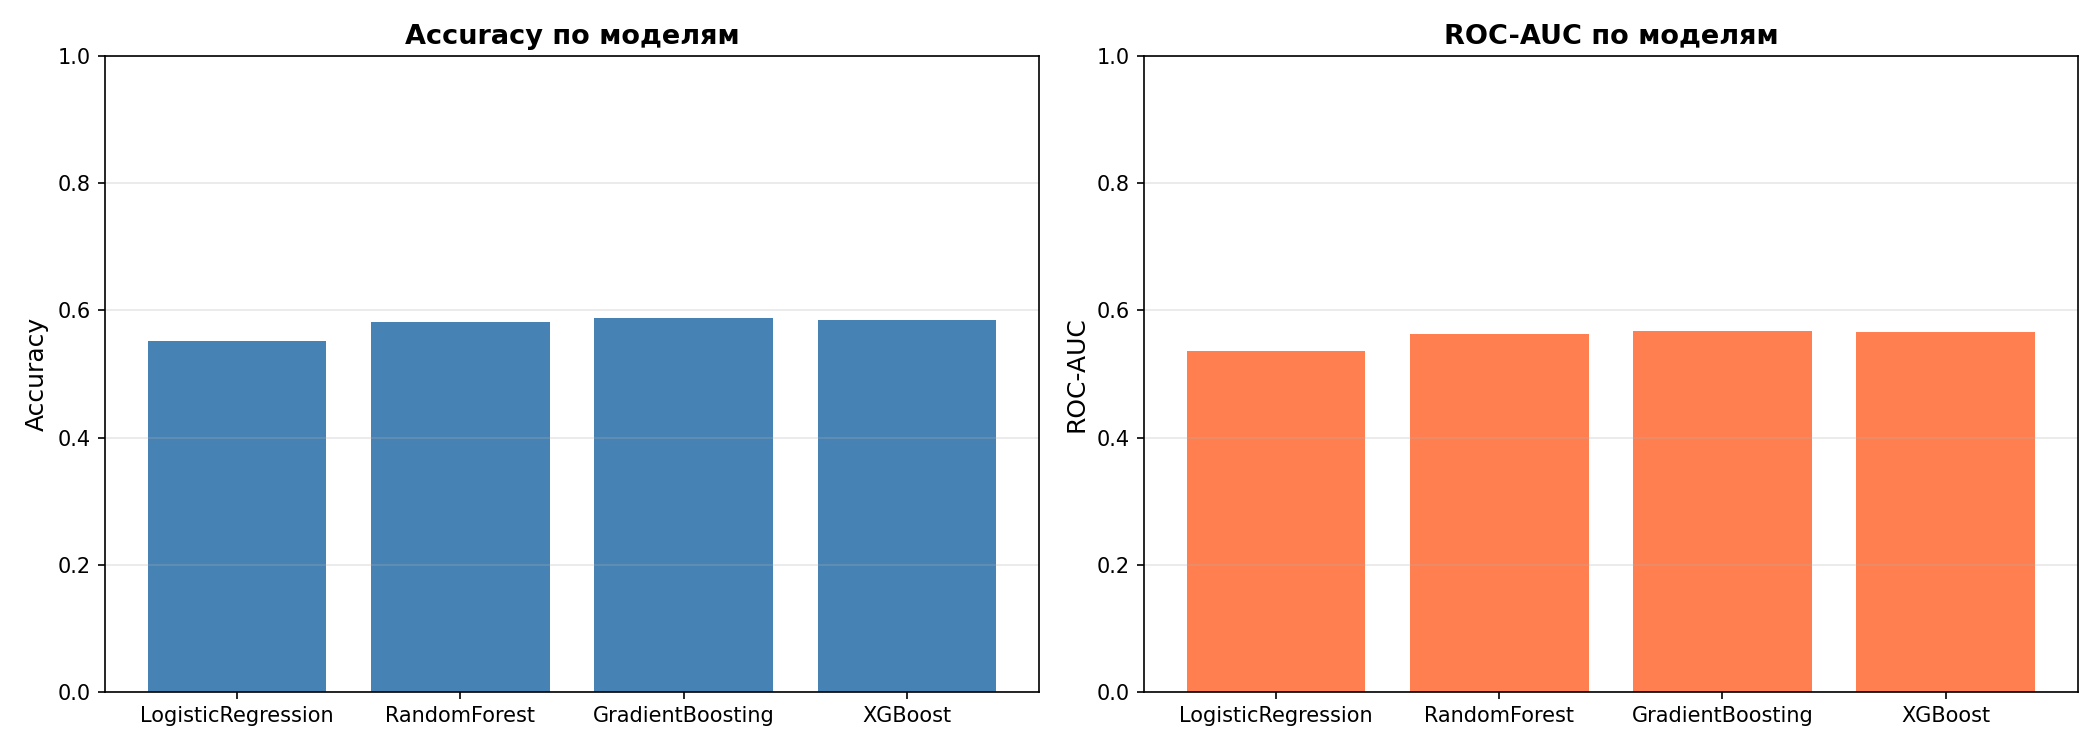 Accuracy по моделям
1.0
0.8
0.6
0.4
0.2
0.0
Accuracy
LogisticRegression RandomForest GradientBoosting XGBoost
ROC-AUC по моделям
1.0
0.8
0.6
0.4
0.2
0.0
ROC-AUC
LogisticRegression RandomForest GradientBoosting XGBoost